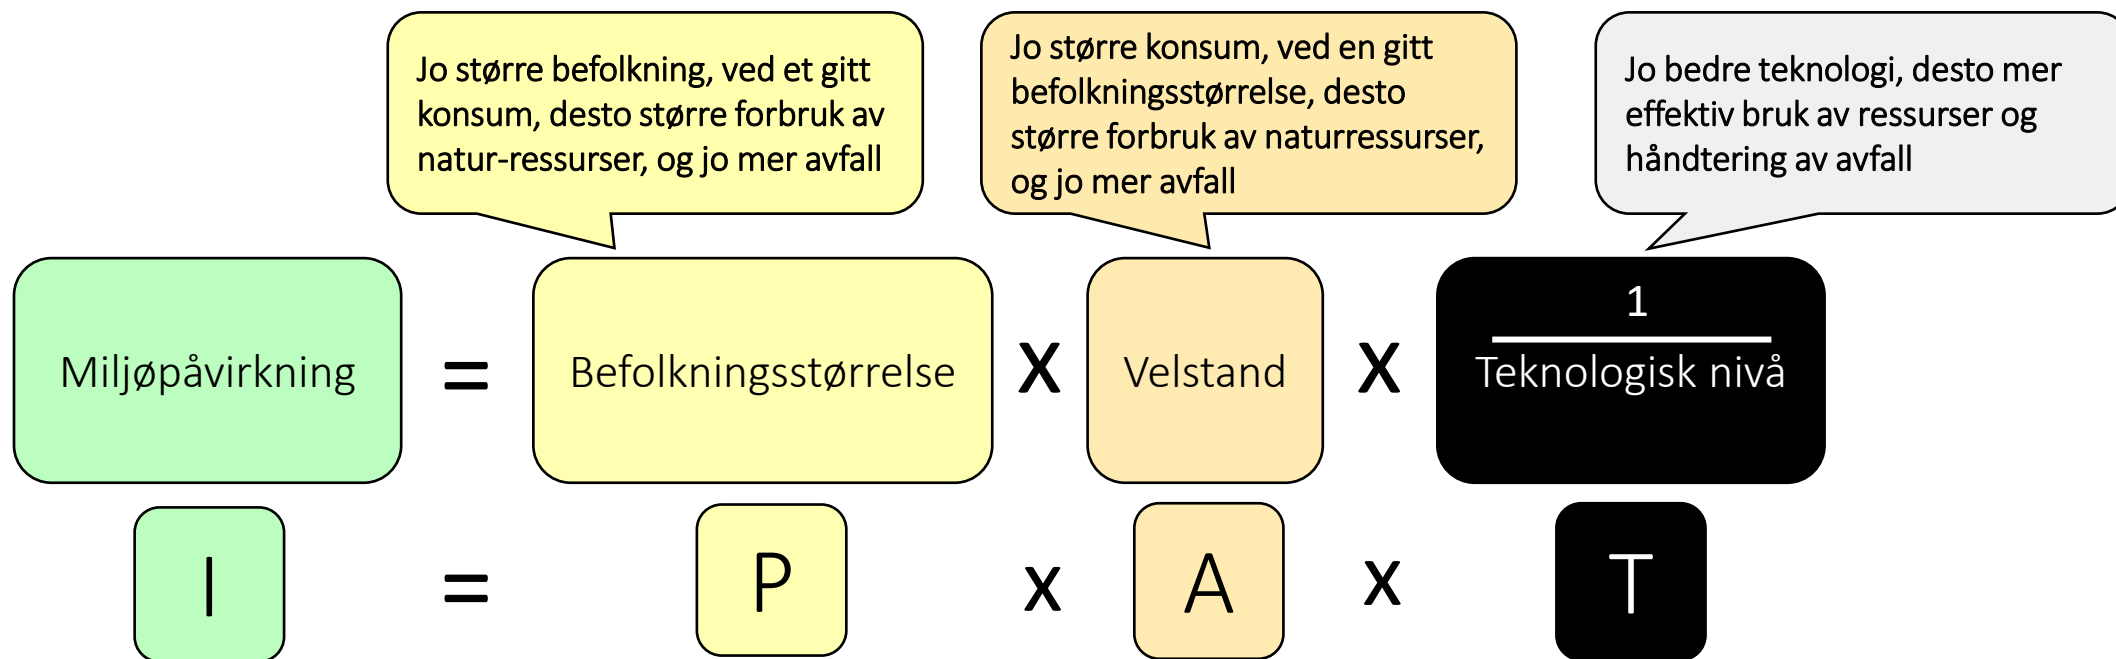 Jo større befolkning, ved et gitt
konsum, desto større forbruk av
natur-ressurser, og jo mer avfall
Jo større konsum, ved en gitt
befolkningsstørrelse, desto
større forbruk av naturressurser,
og jo mer avfall
Jo bedre teknologi, desto mer
effektiv bruk av ressurser og
håndtering av avfall
Miljøpåvirkning
=
Befolkningsstørrelse
x
Velstand
x
1
Teknologisk nivå
I = P x A x T